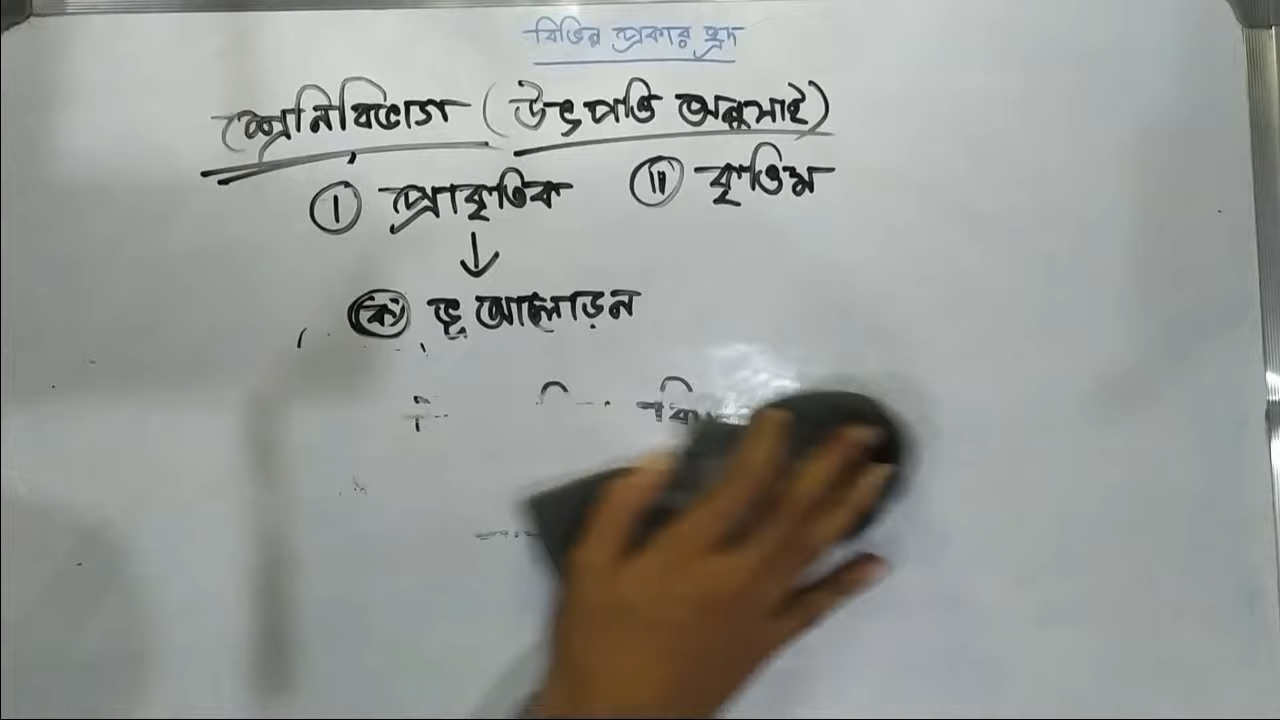 বিভিন্ন প্রকার হ্রদ
শ্রেনিবিভাগ (উৎপত্তি অনুসাই)
i প্রাকৃতিক ii কৃত্তিম
↓
ক) ভূ আলোড়ন